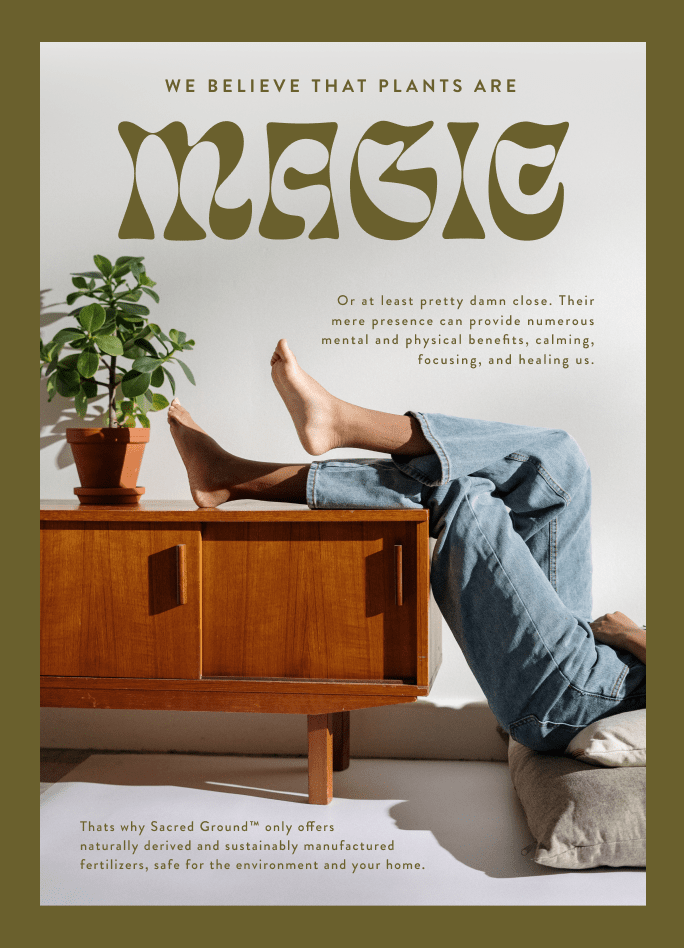 WE BELIEVE THAT PLANTS ARE
MAGIC
Or at least pretty damn close. Their
mere presence can provide numerous
mental and physical benefits, calming,
focusing, and healing us.
Thats why Sacred Ground™ only offers
naturally derived and sustainably manufactured
fertilizers, safe for the environment and your home.